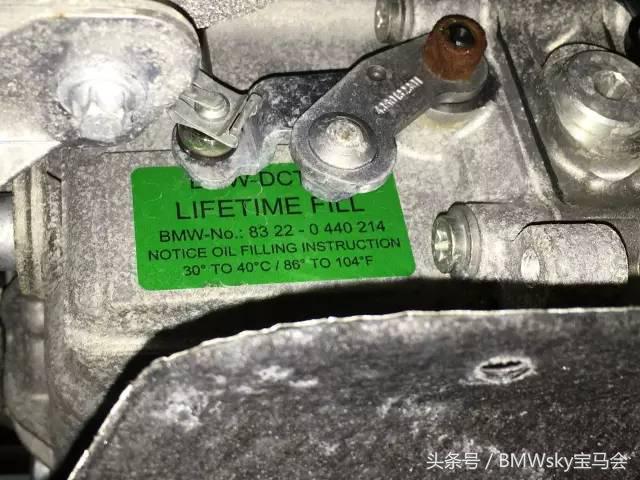 LIFETIME FILL
BMW-No.: 83 22 - 0 440 214
NOTICE OIL FILLING INSTRUCTION
30° TO 40°C / 86° TO 104°F
头条号 / BMWsky宝马会